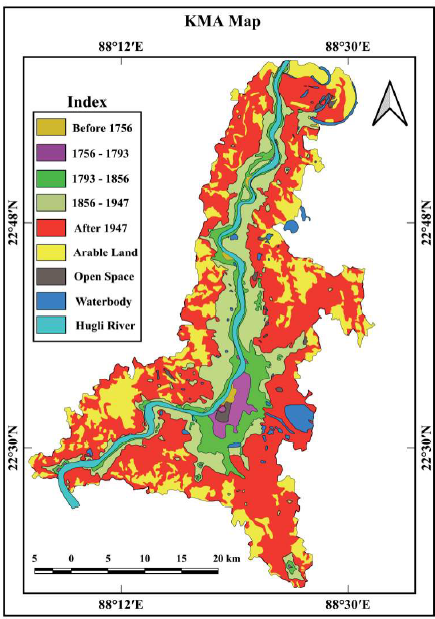 KMA Map
88°12′E 88°30′E
Index
Before 1756
1756 - 1793
1793 - 1856
1856 - 1947
After 1947
Arable Land
Open Space
Waterbody
Hugli River
22°48′N 22°48′N
22°30′N 22°30′N
5 0 5 10 15 20 km
88°12′E 88°30′E